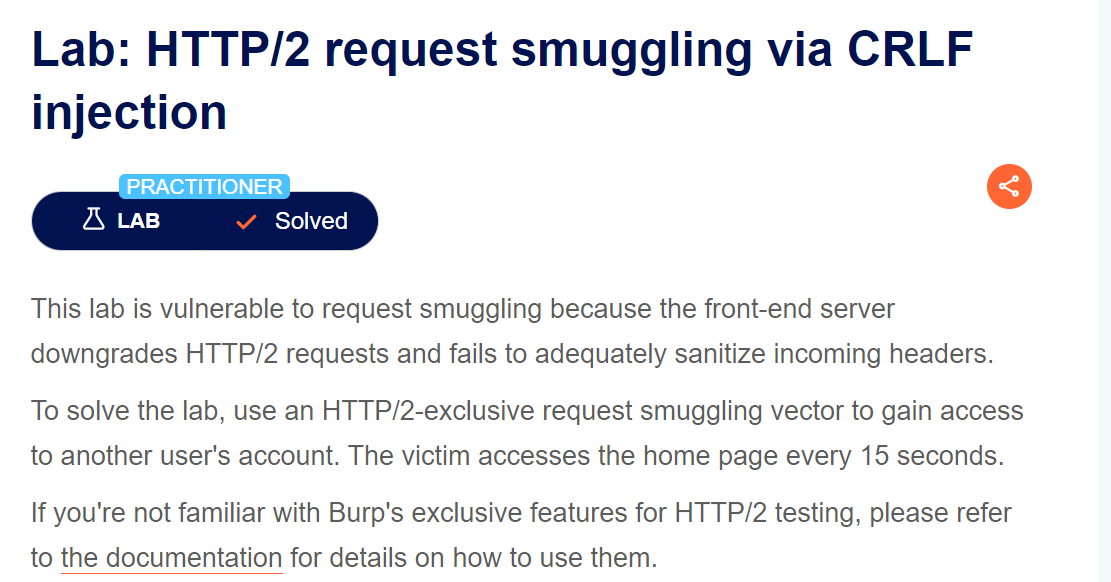 Lab: HTTP/2 request smuggling via CRLF
injection
PRACTITIONER
LAB Solved
This lab is vulnerable to request smuggling because the front-end server
downgrades HTTP/2 requests and fails to adequately sanitize incoming headers.
To solve the lab, use an HTTP/2-exclusive request smuggling vector to gain access
to another user's account. The victim accesses the home page every 15 seconds.
If you're not familiar with Burp's exclusive features for HTTP/2 testing, please refer
to the documentation for details on how to use them.